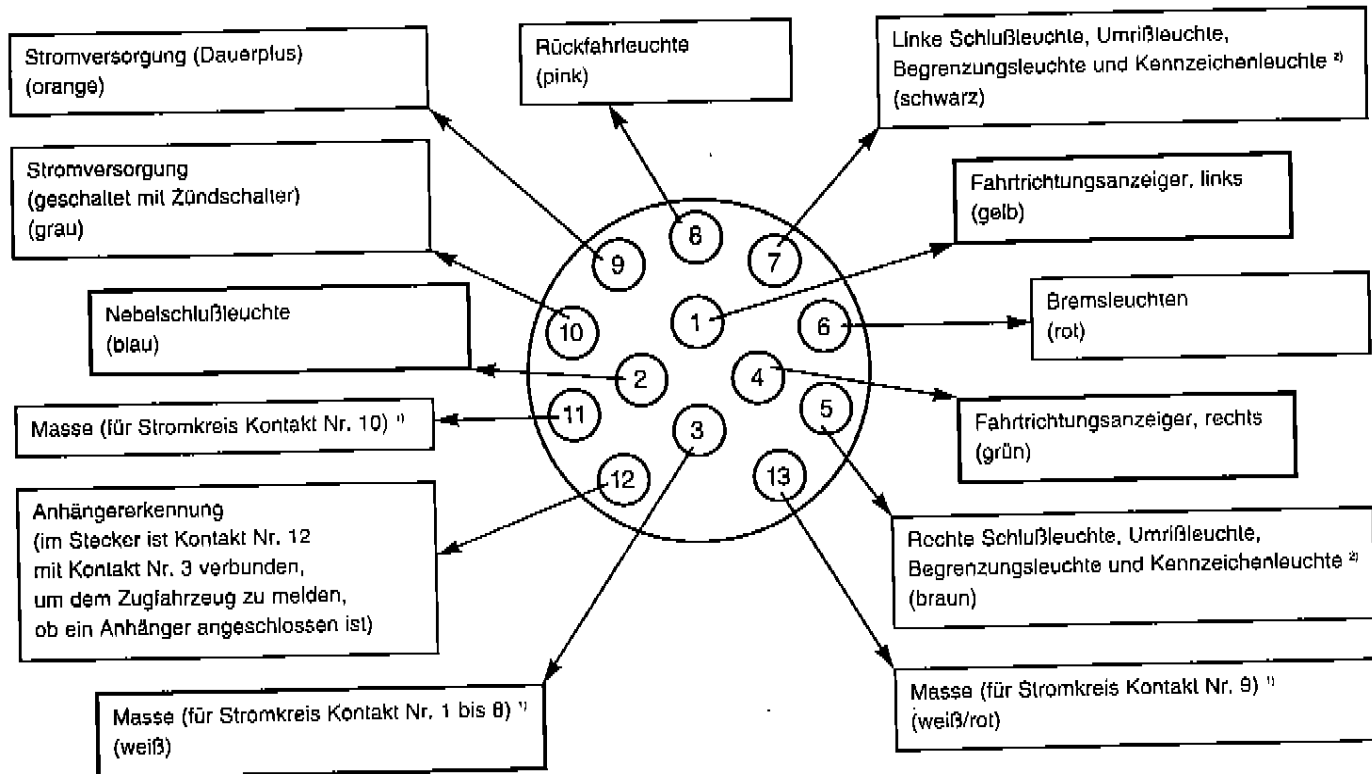 Stromversorgung (Dauerplus)
(orange)
Rückfahrleuchte
(pink)
Linke Schlußleuchte, Umrißleuchte,
Begrenzungsleuchte und Kennzeichenleuchte ²⁾
(schwarz)
Stromversorgung
(geschaltet mit Zündschalter)
(grau)
Fahrtrichtungsanzeiger, links
(gelb)
Nebelschlußleuchte
(blau)
Bremsleuchten
(rot)
Masse (für Stromkreis Kontakt Nr. 10) ¹⁾
Fahrtrichtungsanzeiger, rechts
(grün)
Anhängererkennung
(im Stecker ist Kontakt Nr. 12
mit Kontakt Nr. 3 verbunden,
um dem Zugfahrzeug zu melden,
ob ein Anhänger angeschlossen ist)
Rechte Schlußleuchte, Umrißleuchte,
Begrenzungsleuchte und Kennzeichenleuchte ²⁾
(braun)
Masse (für Stromkreis Kontakt Nr. 1 bis 8) ¹⁾
(weiß)
Masse (für Stromkreis Kontakt Nr. 9) ¹⁾
(weiß/rot)
8
9
7
10
1
6
2
4
11
3
5
12
13